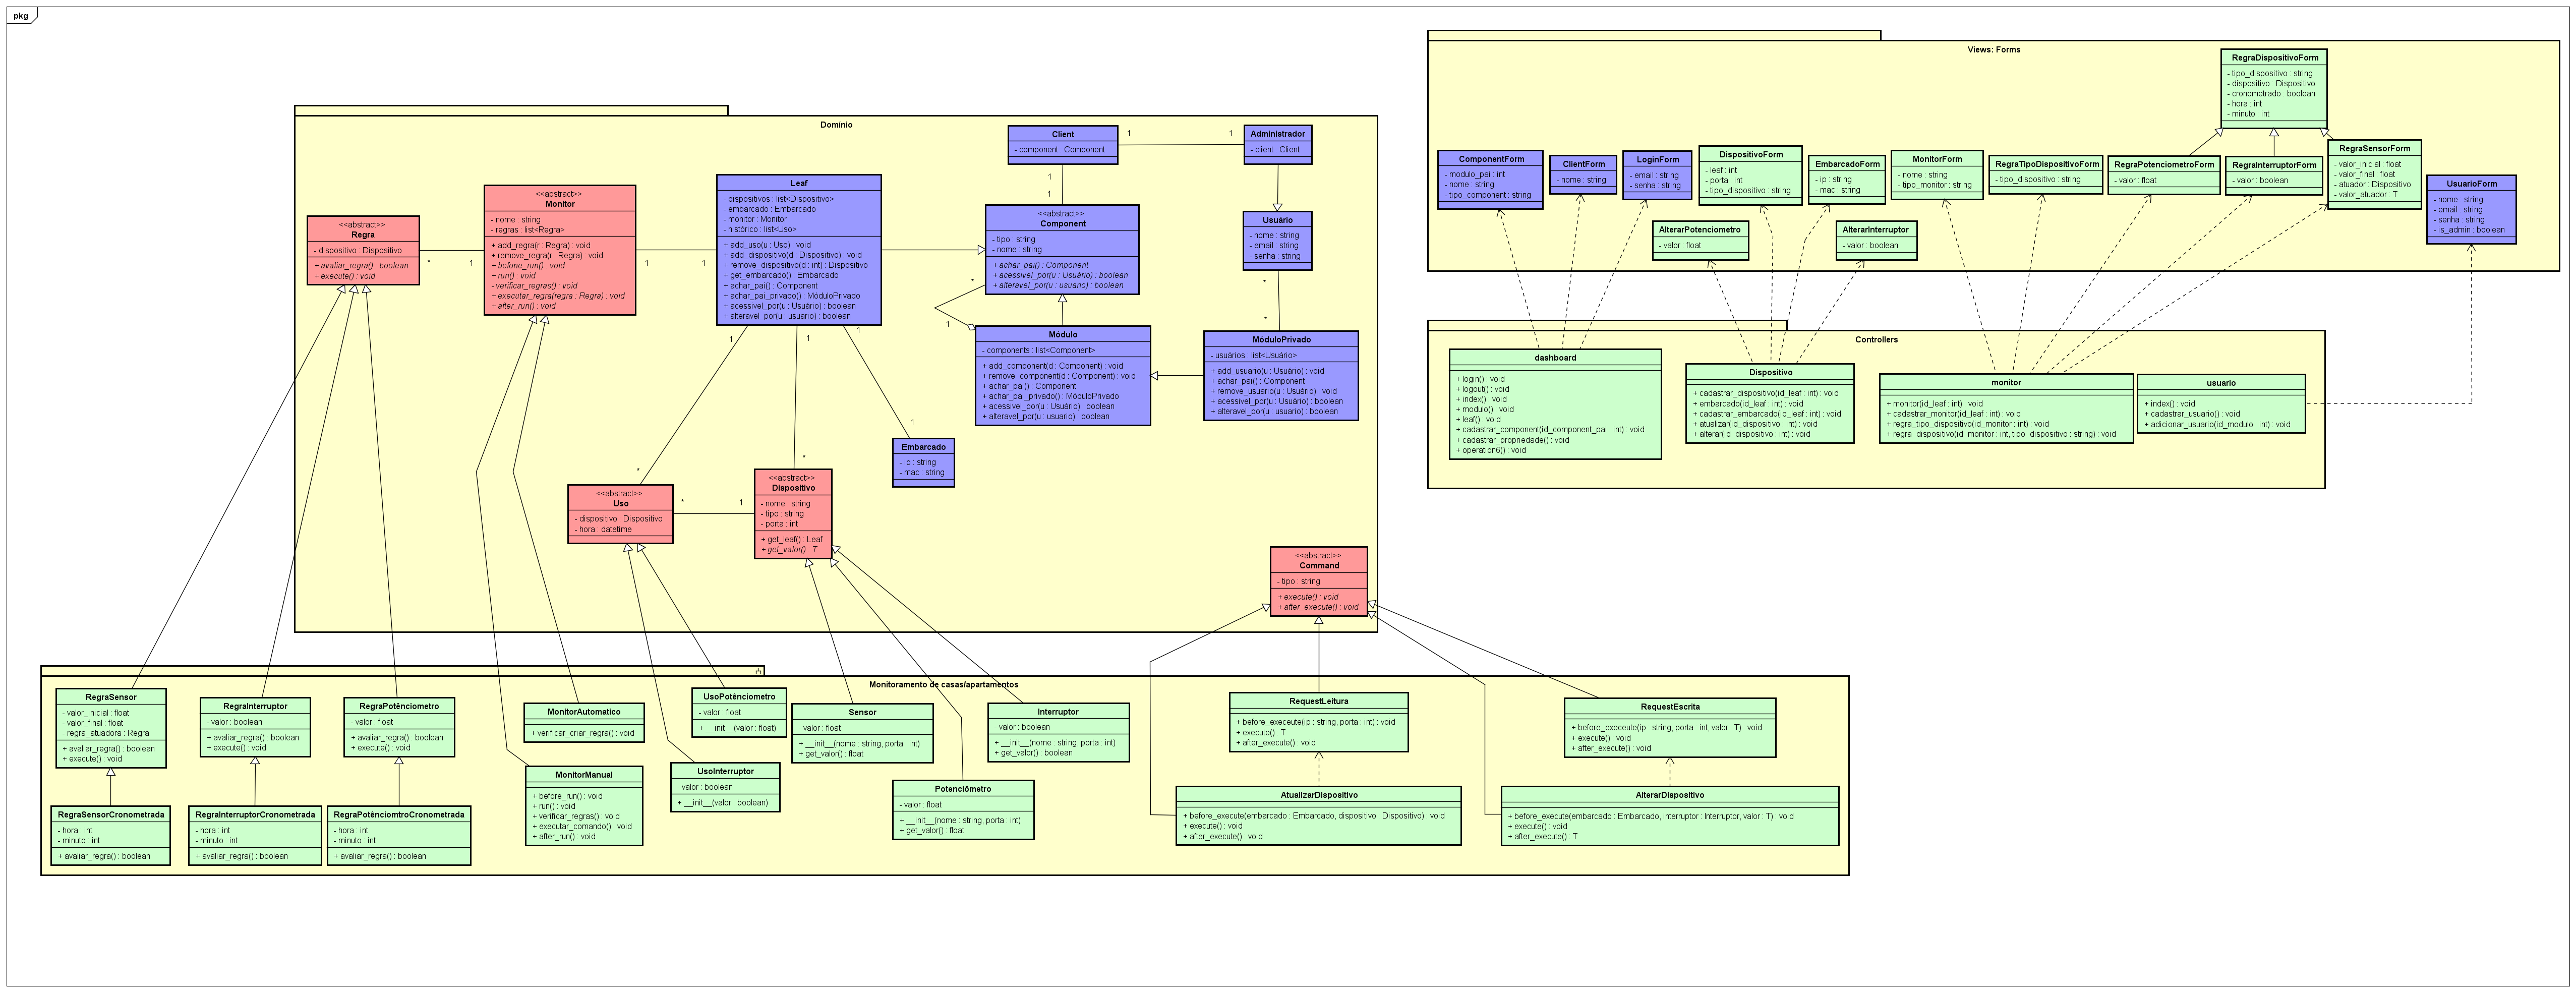 pkg
Views: Forms
RegraDispositivoForm
- tipo_dispositivo : string
- dispositivo : Dispositivo
- cronometrado : boolean
- hora : int
- minuto : int
ComponentForm
- modulo_pai : int
- nome : string
- tipo_component : string
ClientForm
- nome : string
LoginForm
- email : string
- senha : string
DispositivoForm
- leaf : int
- porta : int
- tipo_dispositivo : string
EmbarcadoForm
- ip : string
- mac : string
MonitorForm
- nome : string
- tipo_monitor : string
RegraTipoDispositivoForm
- tipo_dispositivo : string
RegraPotenciometroForm
- valor : float
RegraInterruptorForm
- valor : boolean
RegraSensorForm
- valor_inicial : float
- valor_final : float
- atuador : Dispositivo
- valor_atuador : T
UsuarioForm
- nome : string
- email : string
- senha : string
- is_admin : boolean
AlterarPotenciometro
- valor : float
AlterarInterruptor
- valor : boolean
Controllers
dashboard
+ login() : void
+ logout() : void
+ index() : void
+ modulo() : void
+ leaf() : void
+ cadastrar_component(id_component_pai : int) : void
+ cadastrar_propriedade() : void
+ operation6() : void
Dispositivo
+ cadastrar_dispositivo(id_leaf : int) : void
+ embarcado(id_leaf : int) : void
+ cadastrar_embarcado(id_leaf : int) : void
+ atualizar(id_dispositivo : int) : void
+ alterar(id_dispositivo : int) : void
monitor
+ monitor(id_leaf : int) : void
+ cadastrar_monitor(id_leaf : int) : void
+ regra_tipo_dispositivo(id_monitor : int) : void
+ regra_dispositivo(id_monitor : int, tipo_dispositivo : string) : void
usuario
+ index() : void
+ cadastrar_usuario() : void
+ adicionar_usuario(id_modulo : int) : void
Domínio
Client
- component : Component
1
1
Administrador
- client : Client
1
1
<<abstract>>
Regra
- dispositivo : Dispositivo
+ avaliar_regra() : boolean
+ execute() : void
*
1
<<abstract>>
Monitor
- nome : string
- regras : list<Regra>
+ add_regra(r : Regra) : void
+ remove_regra(r : Regra) : void
+ before_run() : void
+ run() : void
- verificar_regras() : void
+ executar_regra(regra : Regra) : void
+ after_run() : void
1
1
Leaf
- dispositivos : list<Dispositivo>
- embarcado : Embarcado
- monitor : Monitor
- histórico : list<Uso>
+ add_uso(u : Uso) : void
+ add_dispositivo(d : Dispositivo) : void
+ remove_dispositivo(d : int) : Dispositivo
+ get_embarcado() : Embarcado
+ achar_pai() : Component
+ achar_pai_privado() : MóduloPrivado
+ acessivel_por(u : Usuário) : boolean
+ alteravel_por(u : usuario) : boolean
1
1
1
<<abstract>>
Component
- tipo : string
- nome : string
+ achar_pai() : Component
+ acessivel_por(u : Usuário) : boolean
+ alteravel_por(u : usuario) : boolean
*
1
Usuário
- nome : string
- email : string
- senha : string
*
*
Módulo
- components : list<Component>
+ add_component(d : Component) : void
+ remove_component(d : Component) : void
+ achar_pai() : Component
+ achar_pai_privado() : MóduloPrivado
+ acessivel_por(u : Usuário) : boolean
+ alteravel_por(u : usuario) : boolean
MóduloPrivado
- usuários : list<Usuário>
+ add_usuario(u : Usuário) : void
+ achar_pai() : Component
+ remove_usuario(u : Usuário) : void
+ acessivel_por(u : Usuário) : boolean
+ alteravel_por(u : usuario) : boolean
1
Embarcado
- ip : string
- mac : string
*
*
<<abstract>>
Uso
- dispositivo : Dispositivo
- hora : datetime
*
1
<<abstract>>
Dispositivo
- nome : string
- tipo : string
- porta : int
+ get_leaf() : Leaf
+ get_valor() : T
<<abstract>>
Command
- tipo : string
+ execute() : void
+ after_execute() : void
Monitoramento de casas/apartamentos
RegraSensor
- valor_inicial : float
- valor_final : float
- regra_atuadora : Regra
+ avaliar_regra() : boolean
+ execute() : void
RegraInterruptor
- valor : boolean
+ avaliar_regra() : boolean
+ execute() : void
RegraPotênciometro
- valor : float
+ avaliar_regra() : boolean
+ execute() : void
MonitorAutomatico
+ verificar_criar_regra() : void
UsoPotênciometro
- valor : float
+ __init__(valor : float)
Sensor
- valor : float
+ __init__(nome : string, porta : int)
+ get_valor() : float
Interruptor
- valor : boolean
+ __init__(nome : string, porta : int)
+ get_valor() : boolean
RequestLeitura
+ before_execeute(ip : string, porta : int) : void
+ execute() : T
+ after_execute() : void
RequestEscrita
+ before_execeute(ip : string, porta : int, valor : T) : void
+ execute() : void
+ after_execute() : void
RegraSensorCronometrada
- hora : int
- minuto : int
+ avaliar_regra() : boolean
RegraInterruptorCronometrada
- hora : int
- minuto : int
+ avaliar_regra() : boolean
RegraPotênciomtroCronometrada
- hora : int
- minuto : int
+ avaliar_regra() : boolean
MonitorManual
+ before_run() : void
+ run() : void
+ verificar_regras() : void
+ executar_comando() : void
+ after_run() : void
UsoInterruptor
- valor : boolean
+ __init__(valor : boolean)
Potenciômetro
- valor : float
+ __init__(nome : string, porta : int)
+ get_valor() : float
AtualizarDispositivo
+ before_execute(embarcado : Embarcado, dispositivo : Dispositivo) : void
+ execute() : void
+ after_execute() : void
AlterarDispositivo
+ before_execute(embarcado : Embarcado, interruptor : Interruptor, valor : T) : void
+ execute() : void
+ after_execute() : T